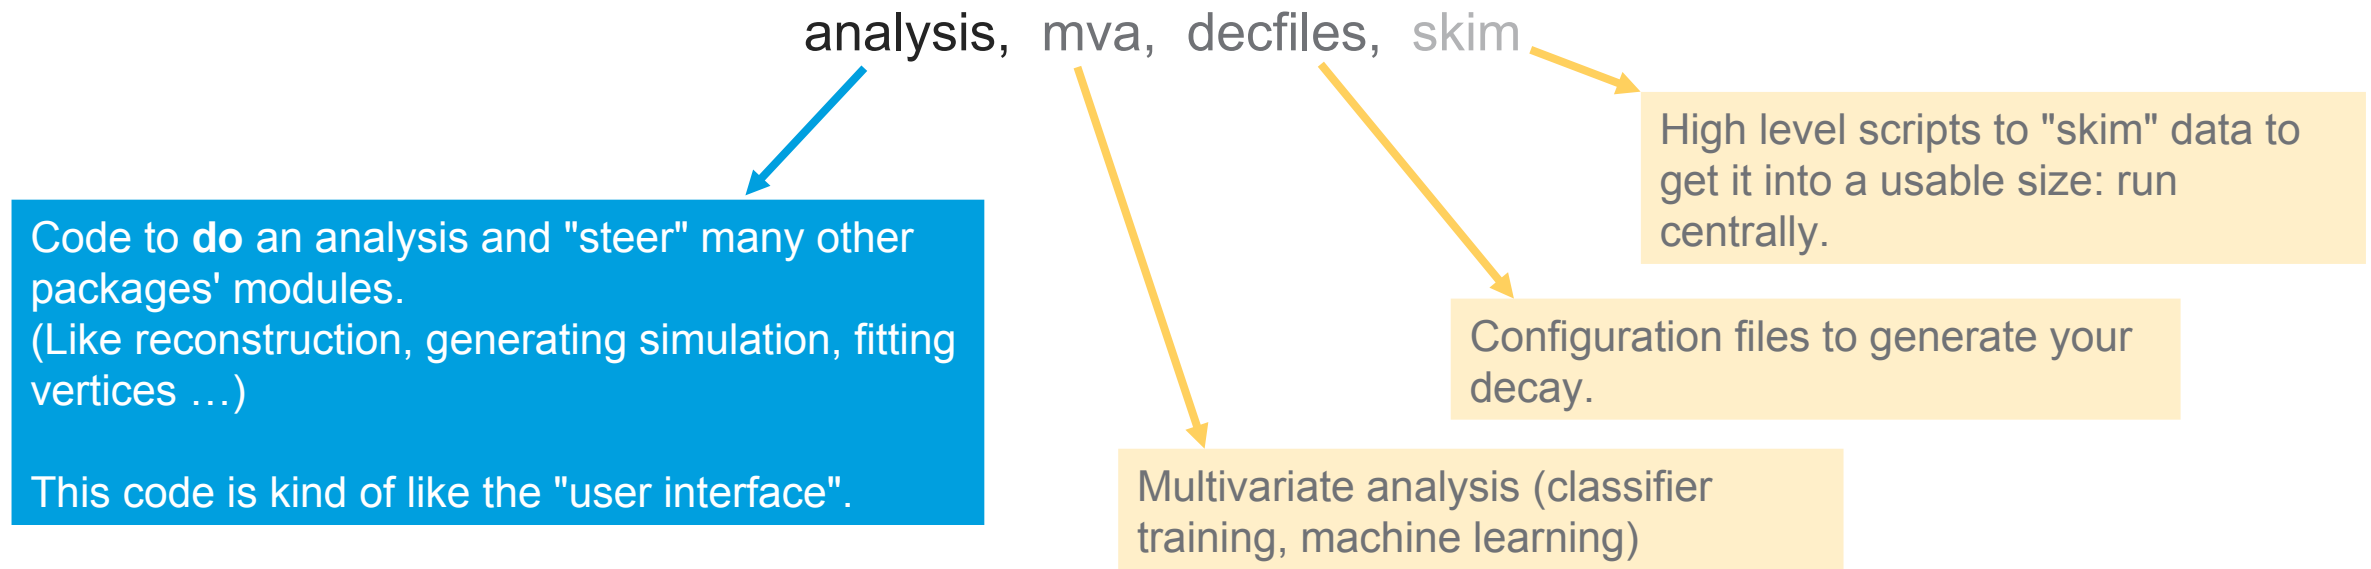 analysis, mva, decfiles, skim
High level scripts to "skim" data to
get it into a usable size: run
centrally.
Code to do an analysis and "steer" many other
packages' modules.
(Like reconstruction, generating simulation, fitting
vertices …)
This code is kind of like the "user interface".
Configuration files to generate your
decay.
Multivariate analysis (classifier
training, machine learning)